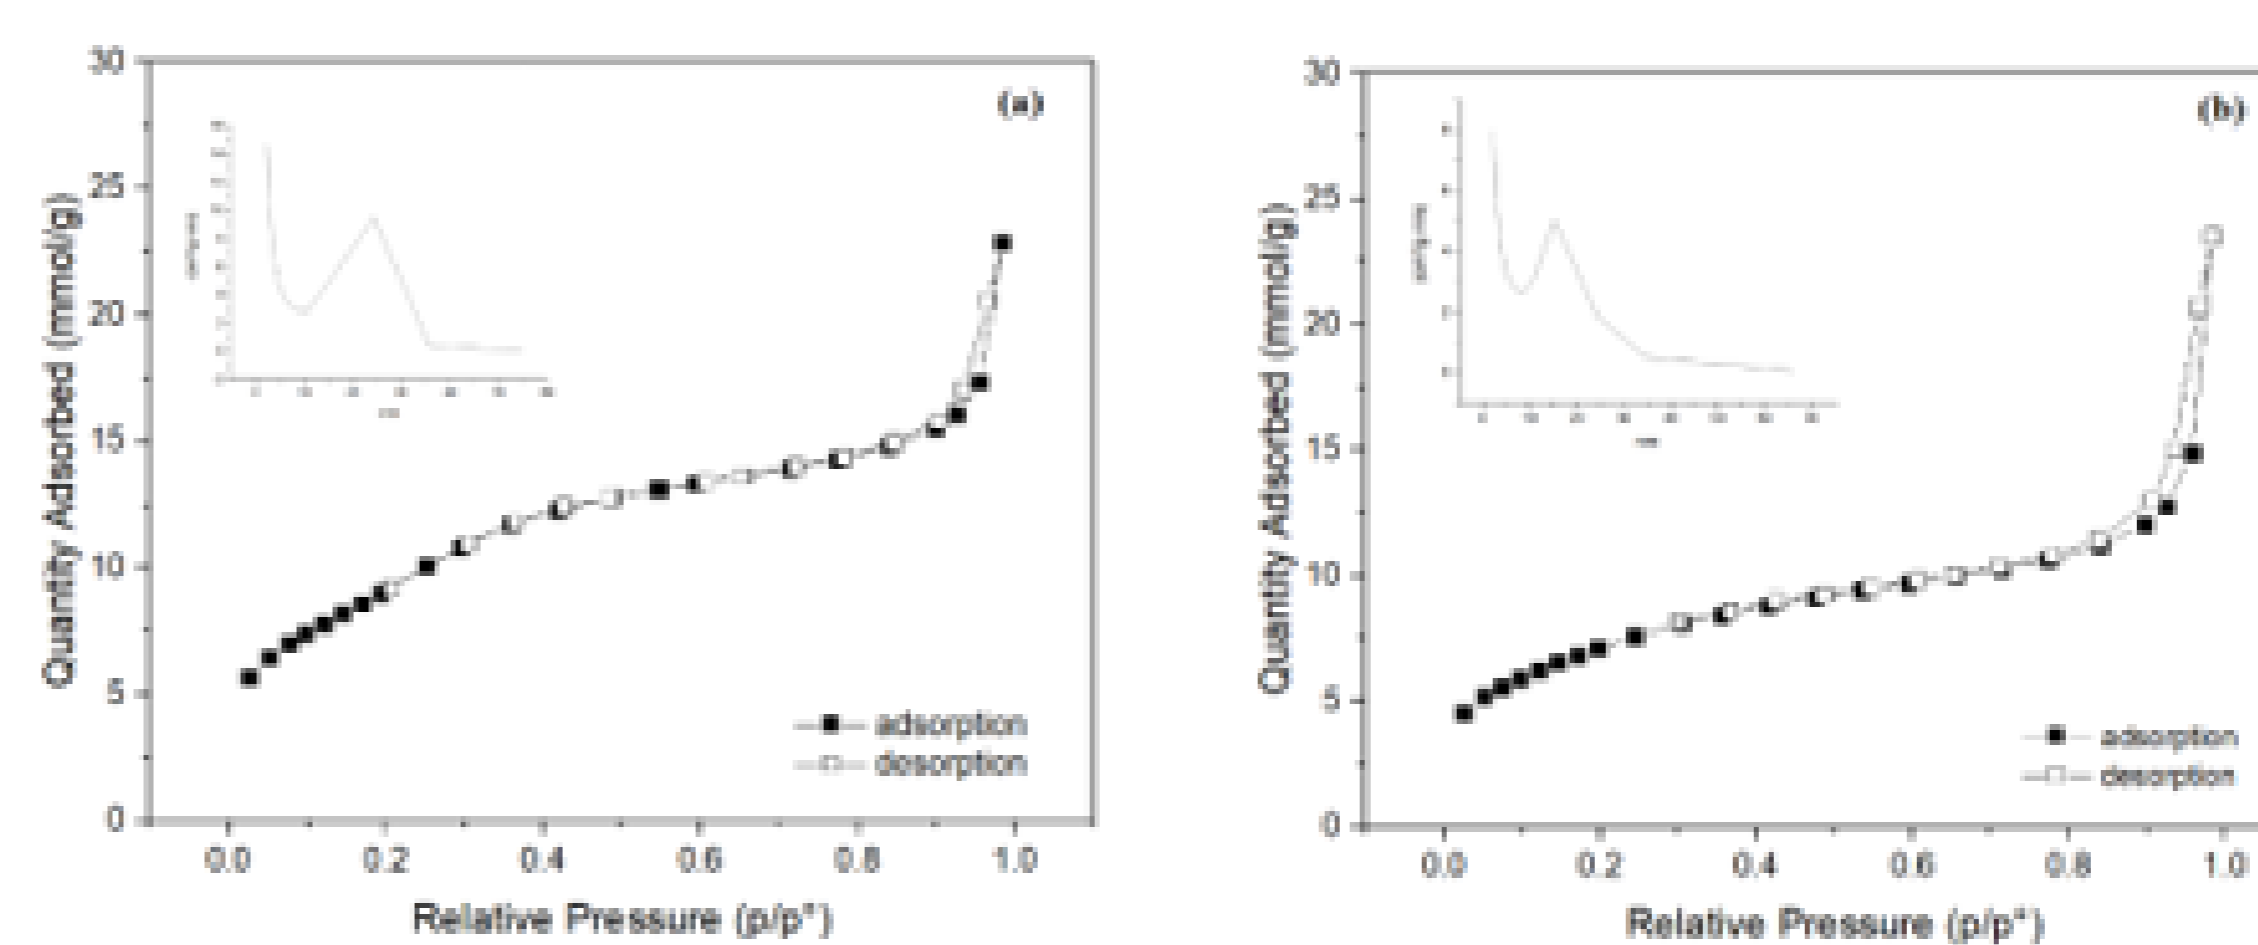 (a)
30
25
20
15
10
5
0
Quantity Adsorbed (mmol/g)
adsorption
desorption
0.0 0.2 0.4 0.6 0.8 1.0
Relative Pressure (p/p°)
(b)
30
25
20
15
10
5
0
Quantity Adsorbed (mmol/g)
adsorption
desorption
0.0 0.2 0.4 0.6 0.8 1.0
Relative Pressure (p/p°)